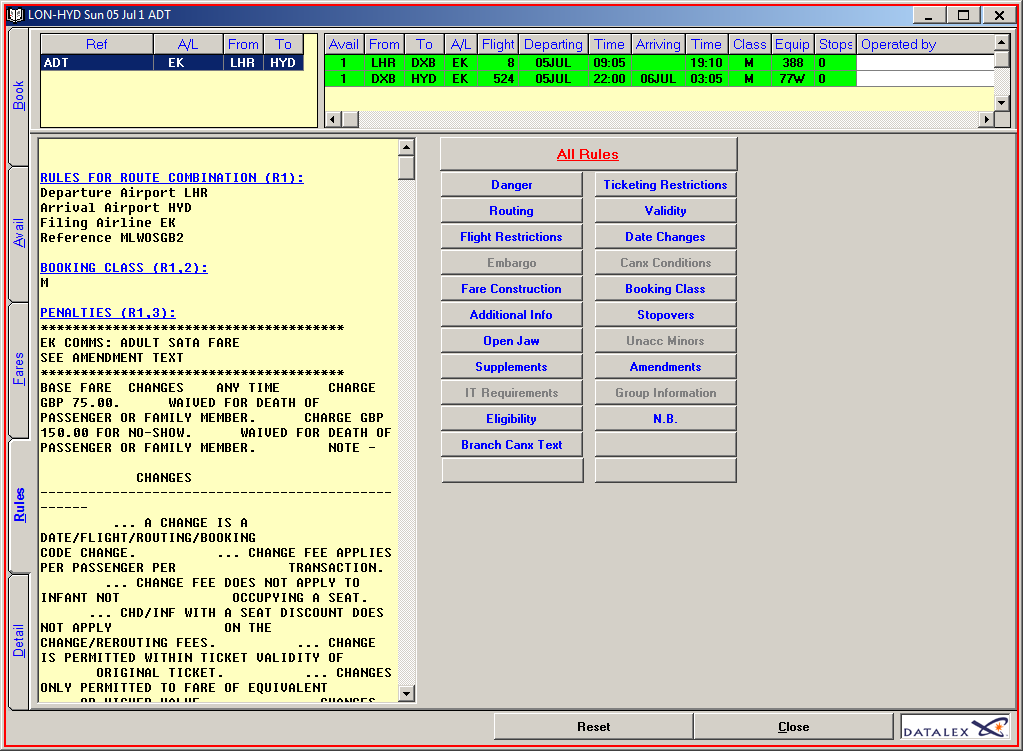 LON-HYD Sun 05 Jul 1 ADT
Ref A/L From To
ADT EK LHR HYD
Avail From To A/L Flight Departing Time Arriving Time Class Equip Stops Operated by
1 LHR DXB EK 8 05JUL 09:05 19:10 M 388 0
1 DXB HYD EK 524 05JUL 22:00 06JUL 03:05 M 77W 0
Book
Avail
Fares
Rules
Detail
RULES FOR ROUTE COMBINATION (R1):
Departure Airport LHR
Arrival Airport HYD
Filing Airline EK
Reference MLWOSGB2
BOOKING CLASS (R1,2):
M
PENALTIES (R1,3):
**************************************
EK COMMS: ADULT SATA FARE
SEE AMENDMENT TEXT
**************************************
BASE FARE CHANGES ANY TIME CHARGE
GBP 75.00. WAIVED FOR DEATH OF
PASSENGER OR FAMILY MEMBER. CHARGE GBP
150.00 FOR NO-SHOW. WAIVED FOR DEATH OF
PASSENGER OR FAMILY MEMBER. NOTE -
CHANGES
--------------------------------------------
------
... A CHANGE IS A
DATE/FLIGHT/ROUTING/BOOKING
CODE CHANGE. ... CHANGE FEE APPLIES
PER PASSENGER PER TRANSACTION.
... CHANGE FEE DOES NOT APPLY TO
INFANT NOT OCCUPYING A SEAT.
... CHD/INF WITH A SEAT DISCOUNT DOES
NOT APPLY ON THE
CHANGE/REROUTING FEES. ... CHANGE
IS PERMITTED WITHIN TICKET VALIDITY OF
ORIGINAL TICKET. ... CHANGES
ONLY PERMITTED TO FARE OF EQUIVALENT
OR HIGHER VALUE. CHANGES
All Rules
Danger Ticketing Restrictions
Routing Validity
Flight Restrictions Date Changes
Embargo Canx Conditions
Fare Construction Booking Class
Additional Info Stopovers
Open Jaw Unacc Minors
Supplements Amendments
IT Requirements Group Information
Eligibility N.B.
Branch Canx Text
Reset Close
DATALEX